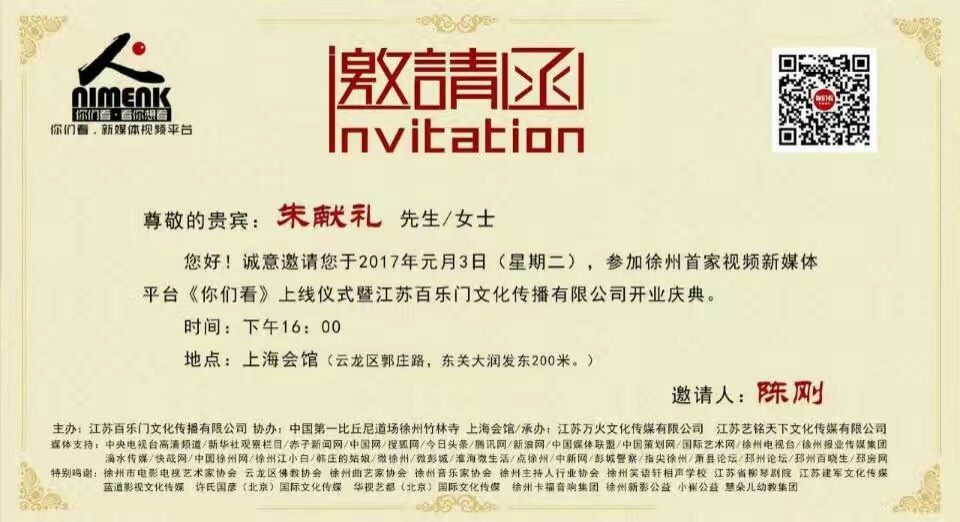 人
NIMENK
你们看·看你想看
你们看.新媒体视频平台
邀請函
Invitation
你们看
尊敬的贵宾：朱献礼 先生/女士
您好！诚意邀请您于2017年元月3日（星期二），参加徐州首家视频新媒体
平台《你们看》上线仪式暨江苏百乐门文化传播有限公司开业庆典。
时间：下午16：00
地点：上海会馆（云龙区郭庄路，东关大润发东200米。）
邀请人：陈刚
主办：江苏百乐门文化传播有限公司 协办：中国第一比丘尼道场徐州竹林寺 上海会馆/承办：江苏万火文化传媒有限公司 江苏艺铭天下文化传媒有限公司
媒体支持：中央电视台高清频道/新华社观察栏目/赤子新闻网/中国网/搜狐网/今日头条/腾讯网/新浪网/中国媒体联盟/中国策划网/国际艺术网/徐州电视台/徐州报业传媒集团
滴水传媒/快哉网/中国徐州网/徐州江小白/韩庄的姑娘/微徐州/微彭城/淮海微生活/点徐州/中新网/彭城警察/指尖徐州/萧县论坛/邳州论坛/邳州百晓生/邳房网
特别鸣谢：徐州市电影电视艺术家协会 云龙区佛教协会 徐州曲艺家协会 徐州音乐家协会 徐州主持人行业协会 徐州笑语轩相声学校 江苏省柳琴剧院 江苏建军文化传媒
蓝道影视文化传媒 许氏国彦（北京）国际文化传媒 华视艺都（北京）国际文化传媒 徐州卡福音响集团 徐州新影公益 小崔公益 慧朵儿幼教集团